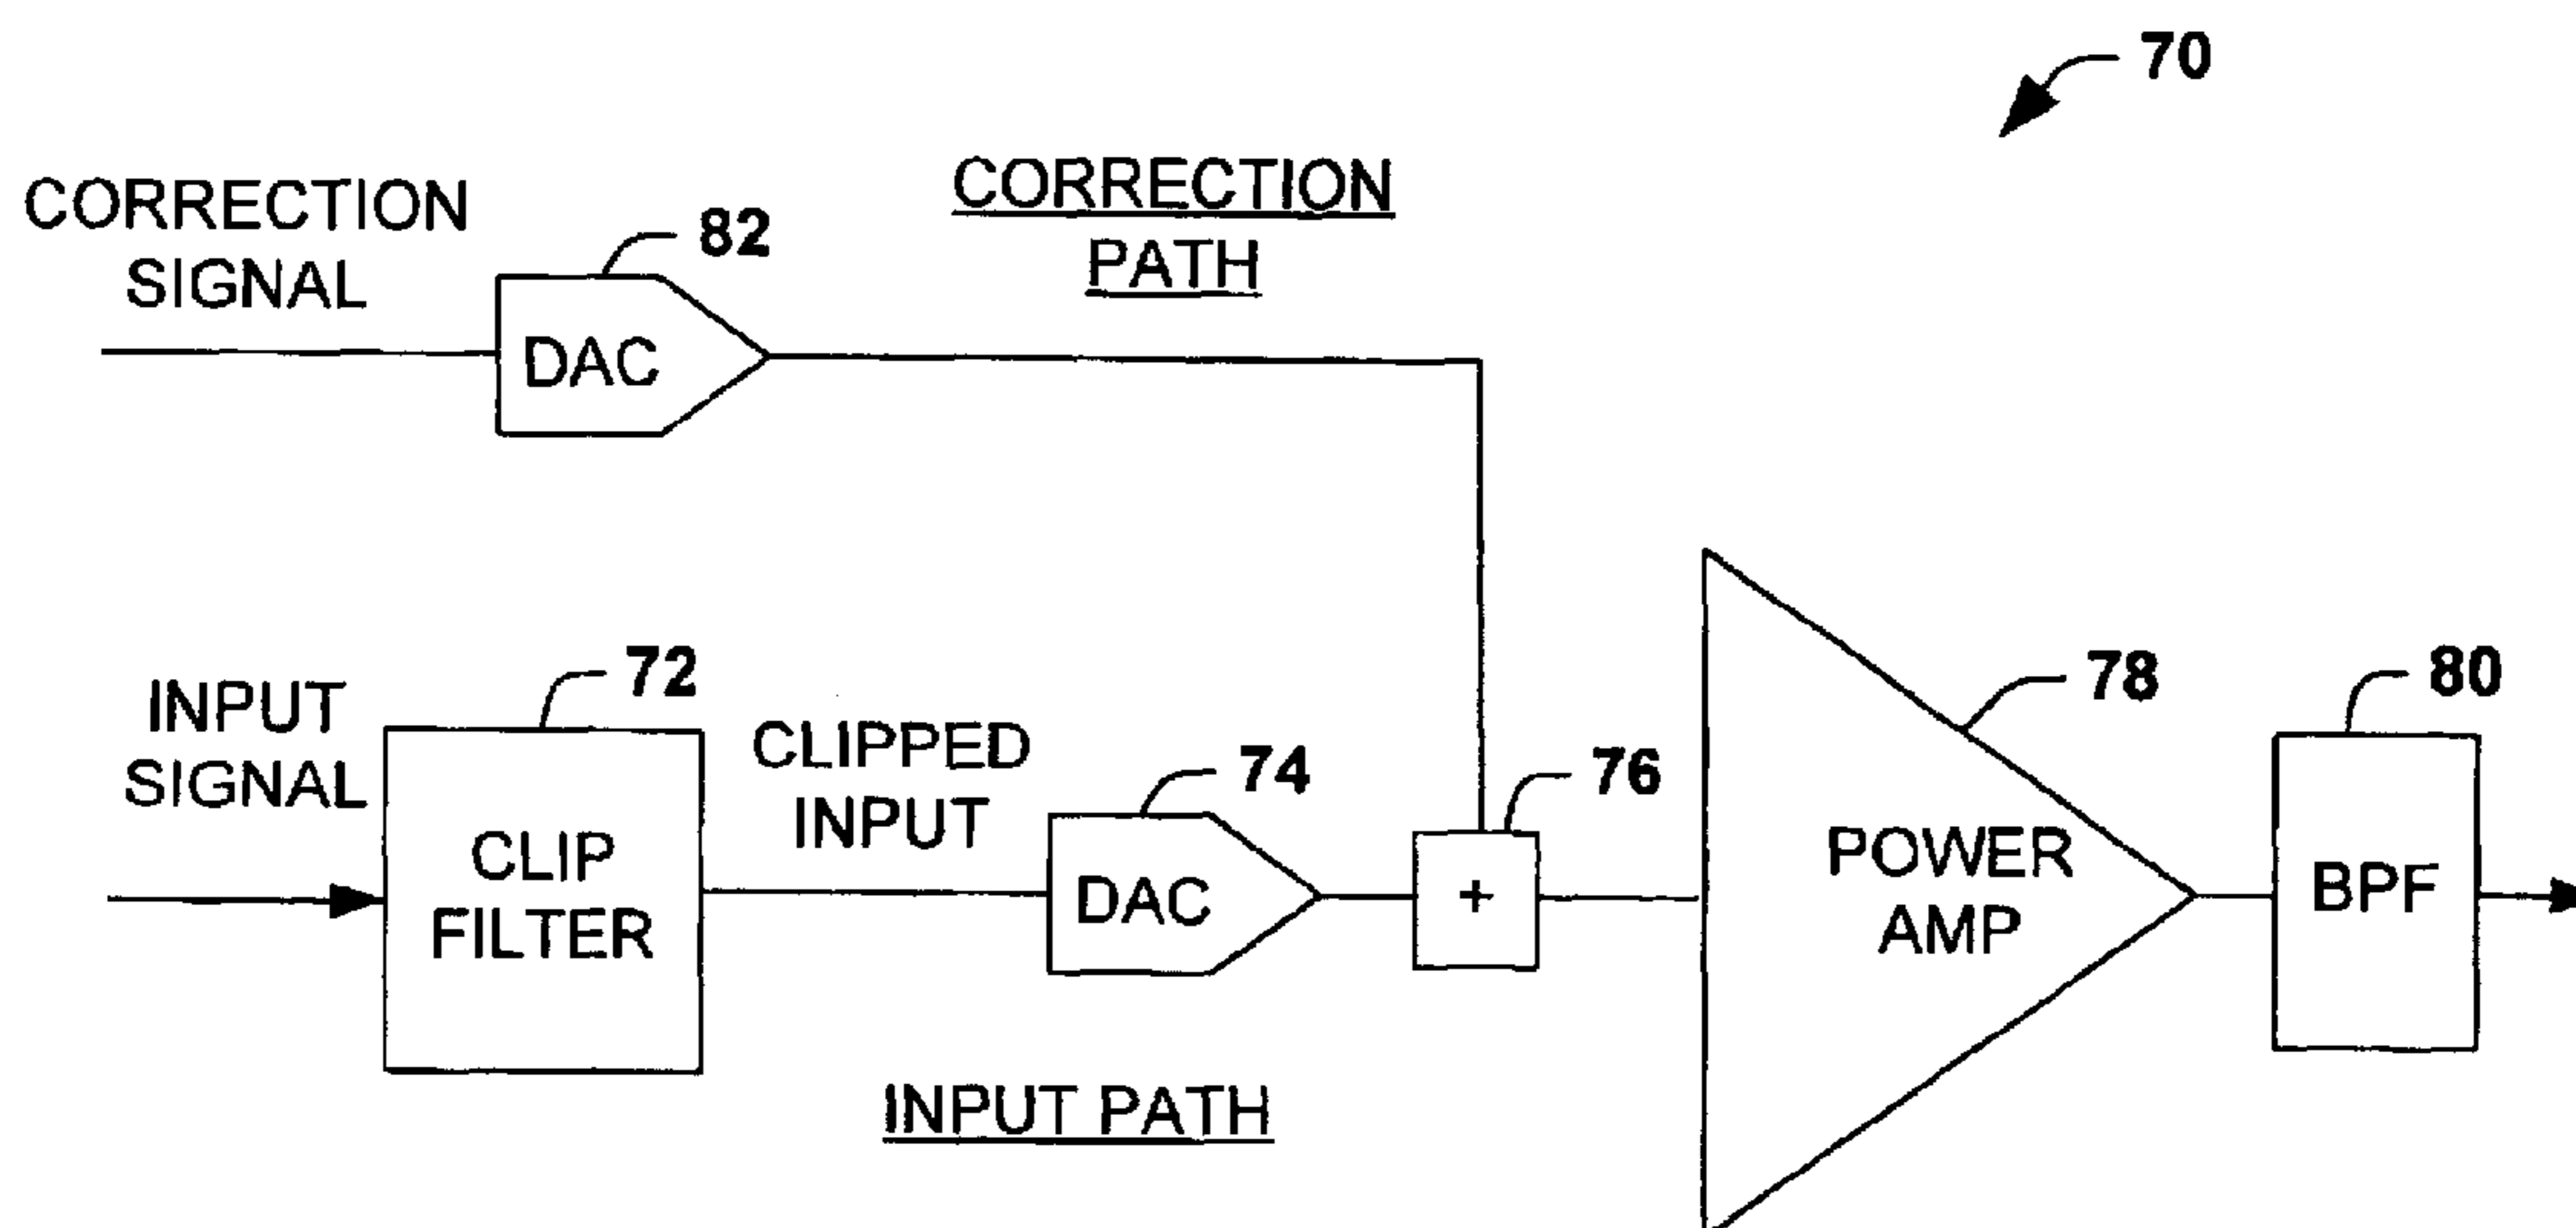 70
CORRECTION
SIGNAL
82
DAC
CORRECTION
PATH
INPUT
SIGNAL
72
CLIP
FILTER
CLIPPED
INPUT
74
DAC
76
+
78
POWER
AMP
80
BPF
INPUT PATH